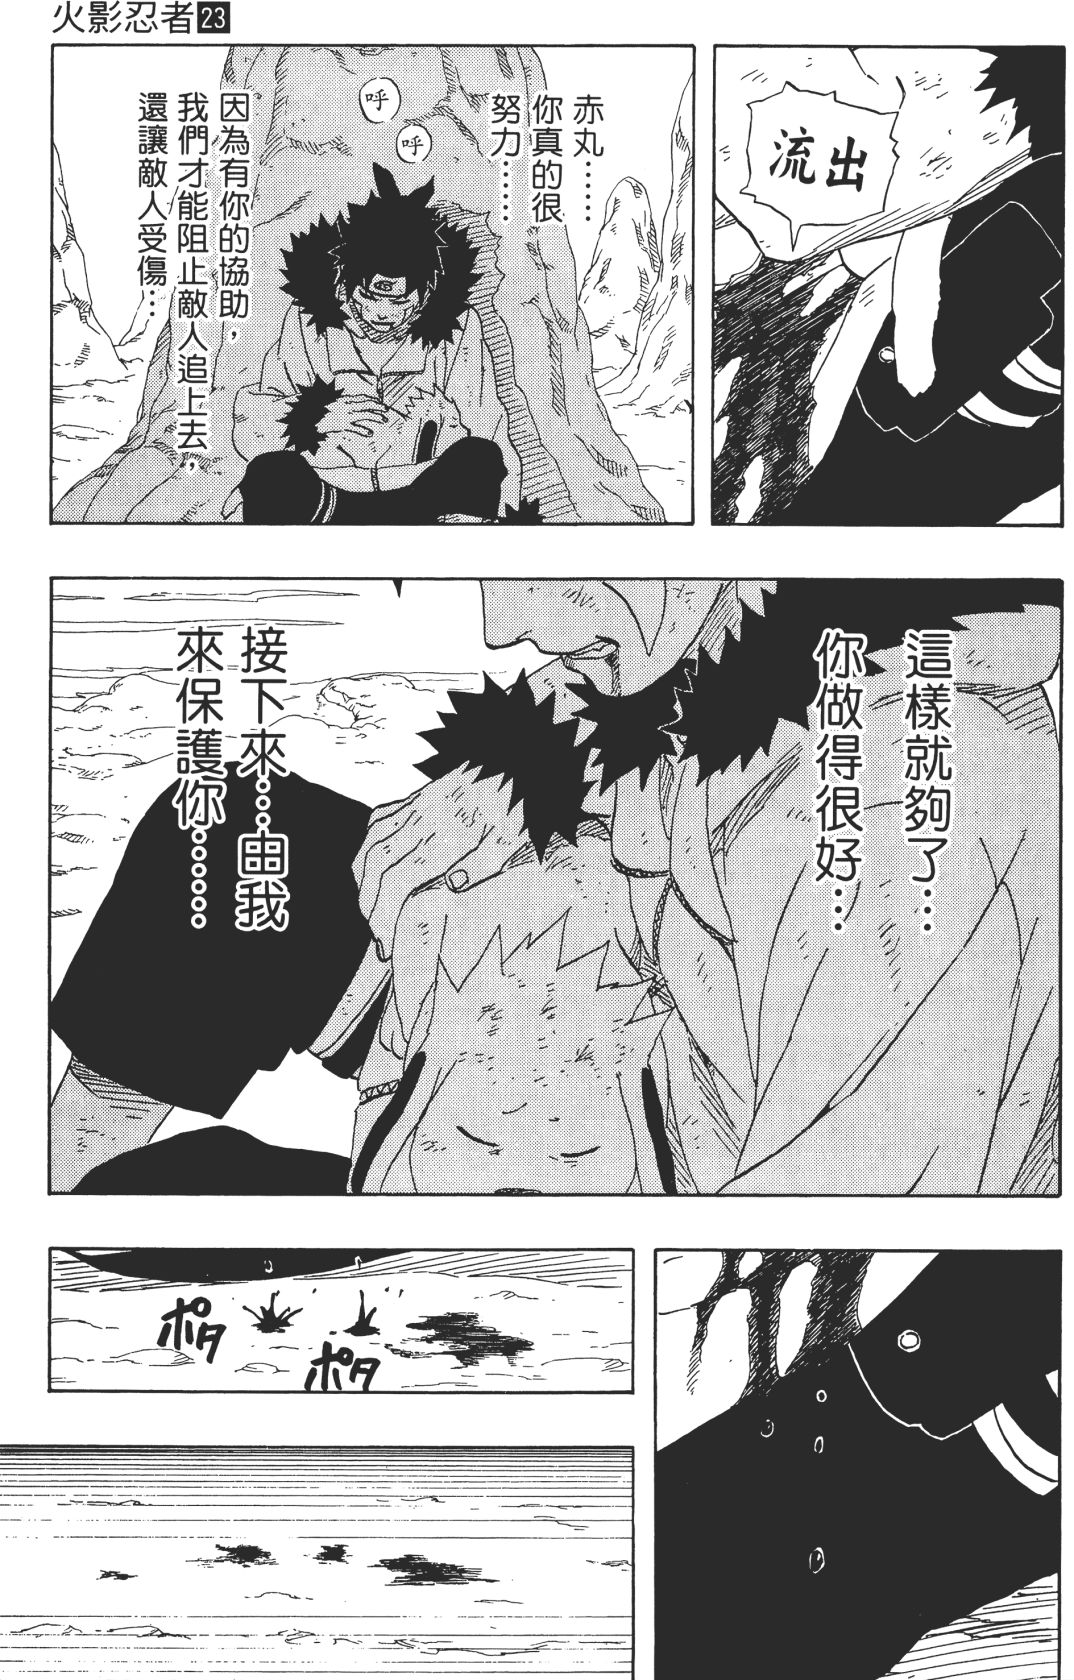 火影忍者23
流出
赤丸……
你真的很
努力……
呼
呼
因為有你的協助，
我們才能阻止敵人追上去，
還讓敵人受傷…
這樣就夠了…
你做得很好…
接下來…由我
來保護你……
ポタ
ポタ